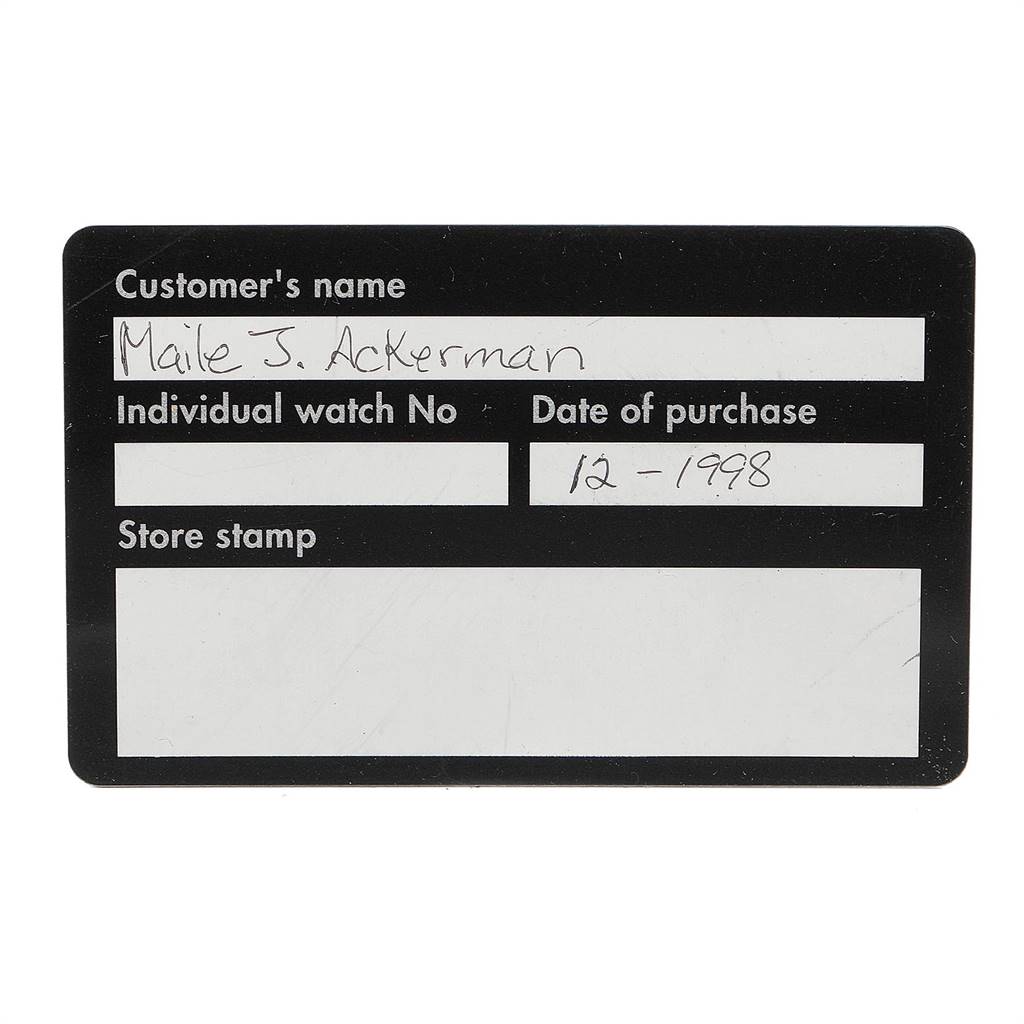 Customer's name
Maile J. Ackerman
Individual watch No Date of purchase
12 - 1998
Store stamp